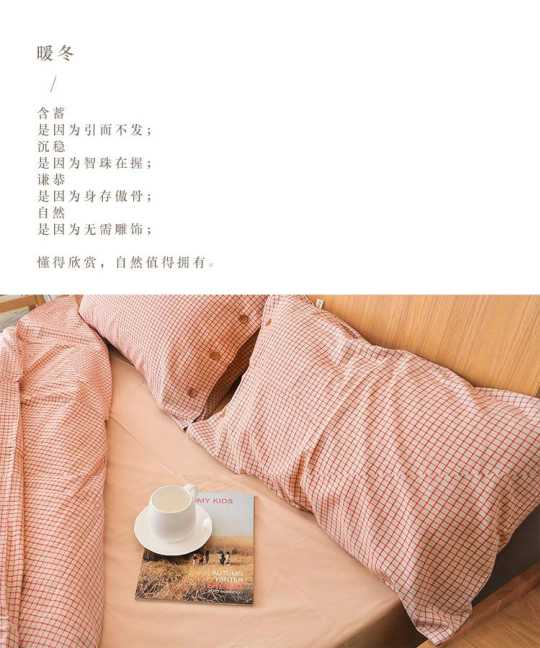 暖冬
/
含蓄
是因为引而不发；
沉稳
是因为智珠在握；
谦恭
是因为身存傲骨；
自然
是因为无需雕饰；
懂得欣赏，自然值得拥有。
MY KIDS
AUTUMN
WINTER